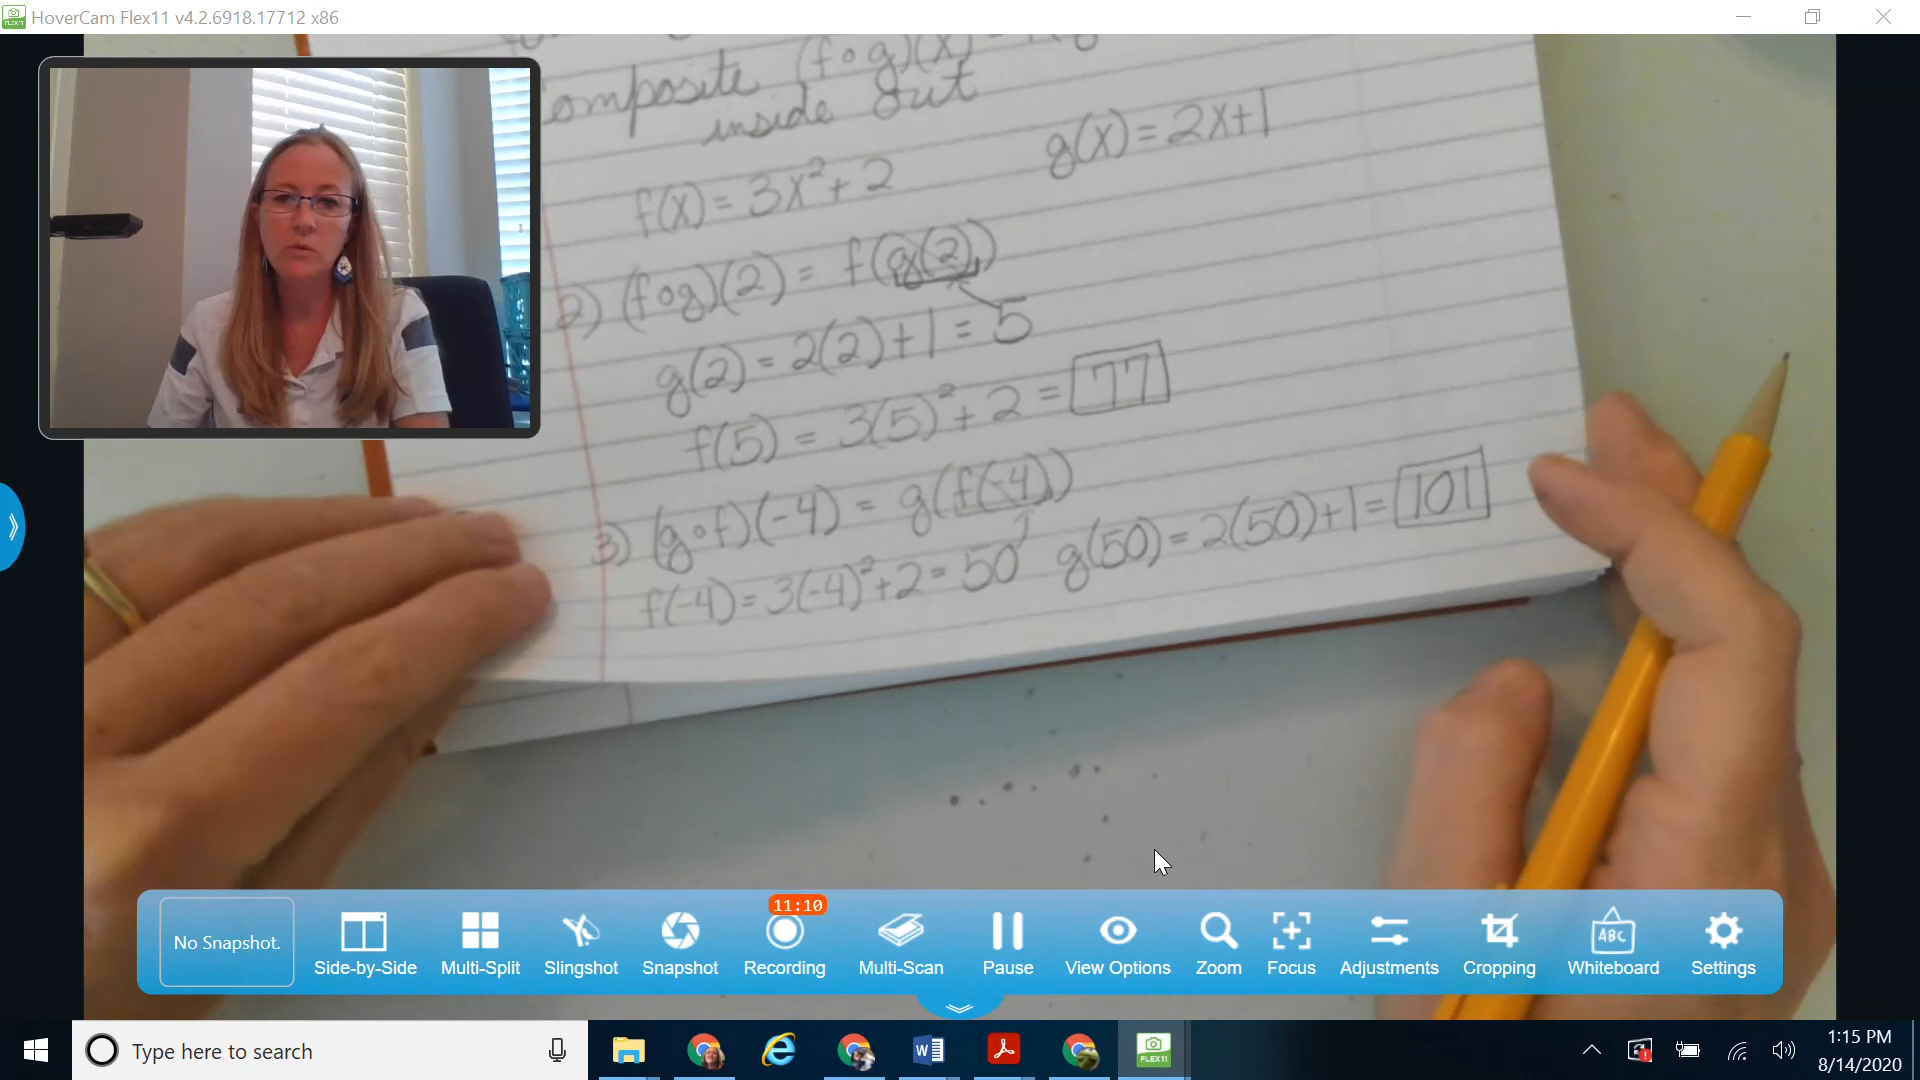 HoverCam Flex11 v4.2.6918.17712 x86
Composite (fog)(x) =
inside out
f(x) = 3x² + 2
g(x) = 2x+1
2) (fog)(2) = f(g(2))
g(2) = 2(2)+1 = 5
f(5) = 3(5)² + 2 = 77
3) (g∘f)(-4) = g(f(-4))
f(-4) = 3(-4)²+2 = 50
g(50) = 2(50)+1 = 101
11:10
No Snapshot.
Side-by-Side
Multi-Split
Slingshot
Snapshot
Recording
Multi-Scan
Pause
View Options
Zoom
Focus
Adjustments
Cropping
ABC
Whiteboard
Settings
Type here to search
FLEX11
1:15 PM
8/14/2020